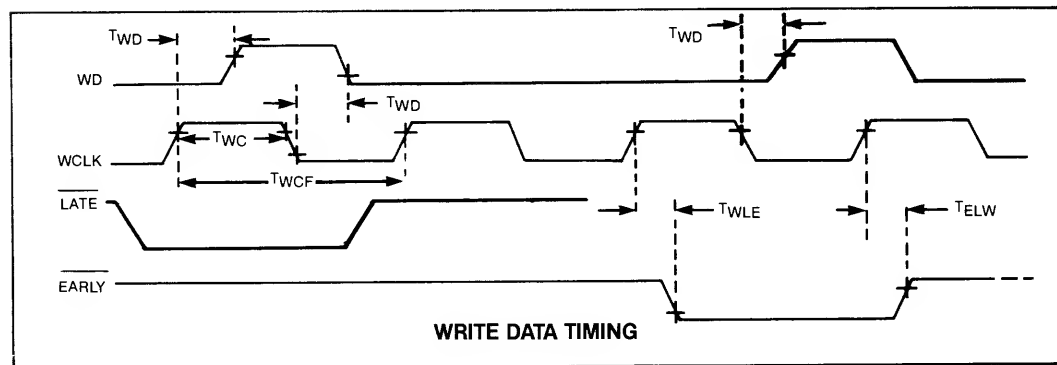 TWD
TWD
WD
TWD
TWC
WCLK
TWCF
LATE
TWLE
TELW
EARLY
WRITE DATA TIMING